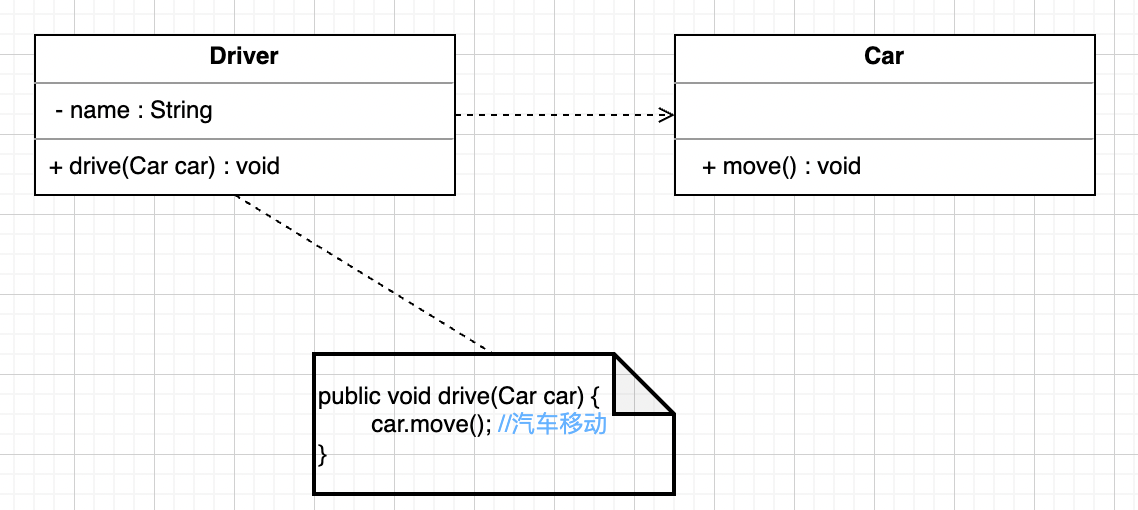 Driver
- name : String
+ drive(Car car) : void
Car
+ move() : void
public void drive(Car car) {
car.move(); //汽车移动
}